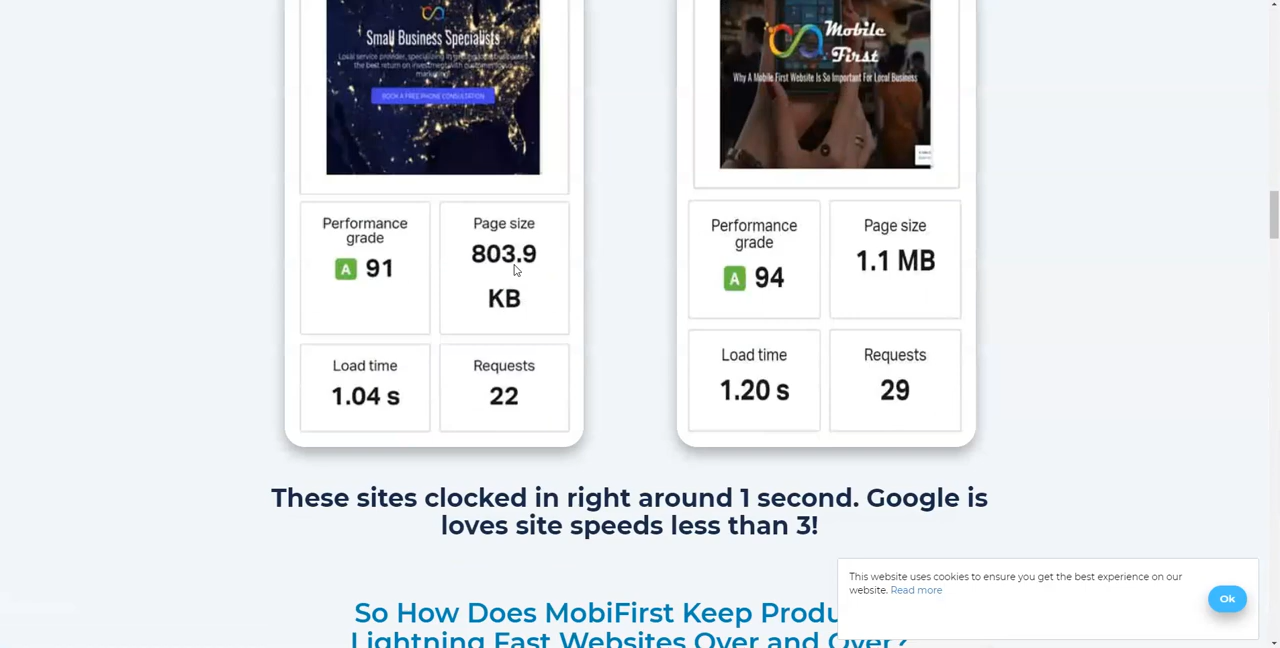 Small Business Specialists
BOOK A FREE PHONE CONSULTATION
Performance
grade
A 91
Page size
803.9
KB
Load time
1.04 s
Requests
22
Mobile
First
Why A Mobile First Website Is So Important For Local Business
Performance
grade
A 94
Page size
1.1 MB
Load time
1.20 s
Requests
29
These sites clocked in right around 1 second. Google is
loves site speeds less than 3!
So How Does MobiFirst Keep Produ
Lightning Fast Websites Over and Over?
This website uses cookies to ensure you get the best experience on our
website. Read more
Ok